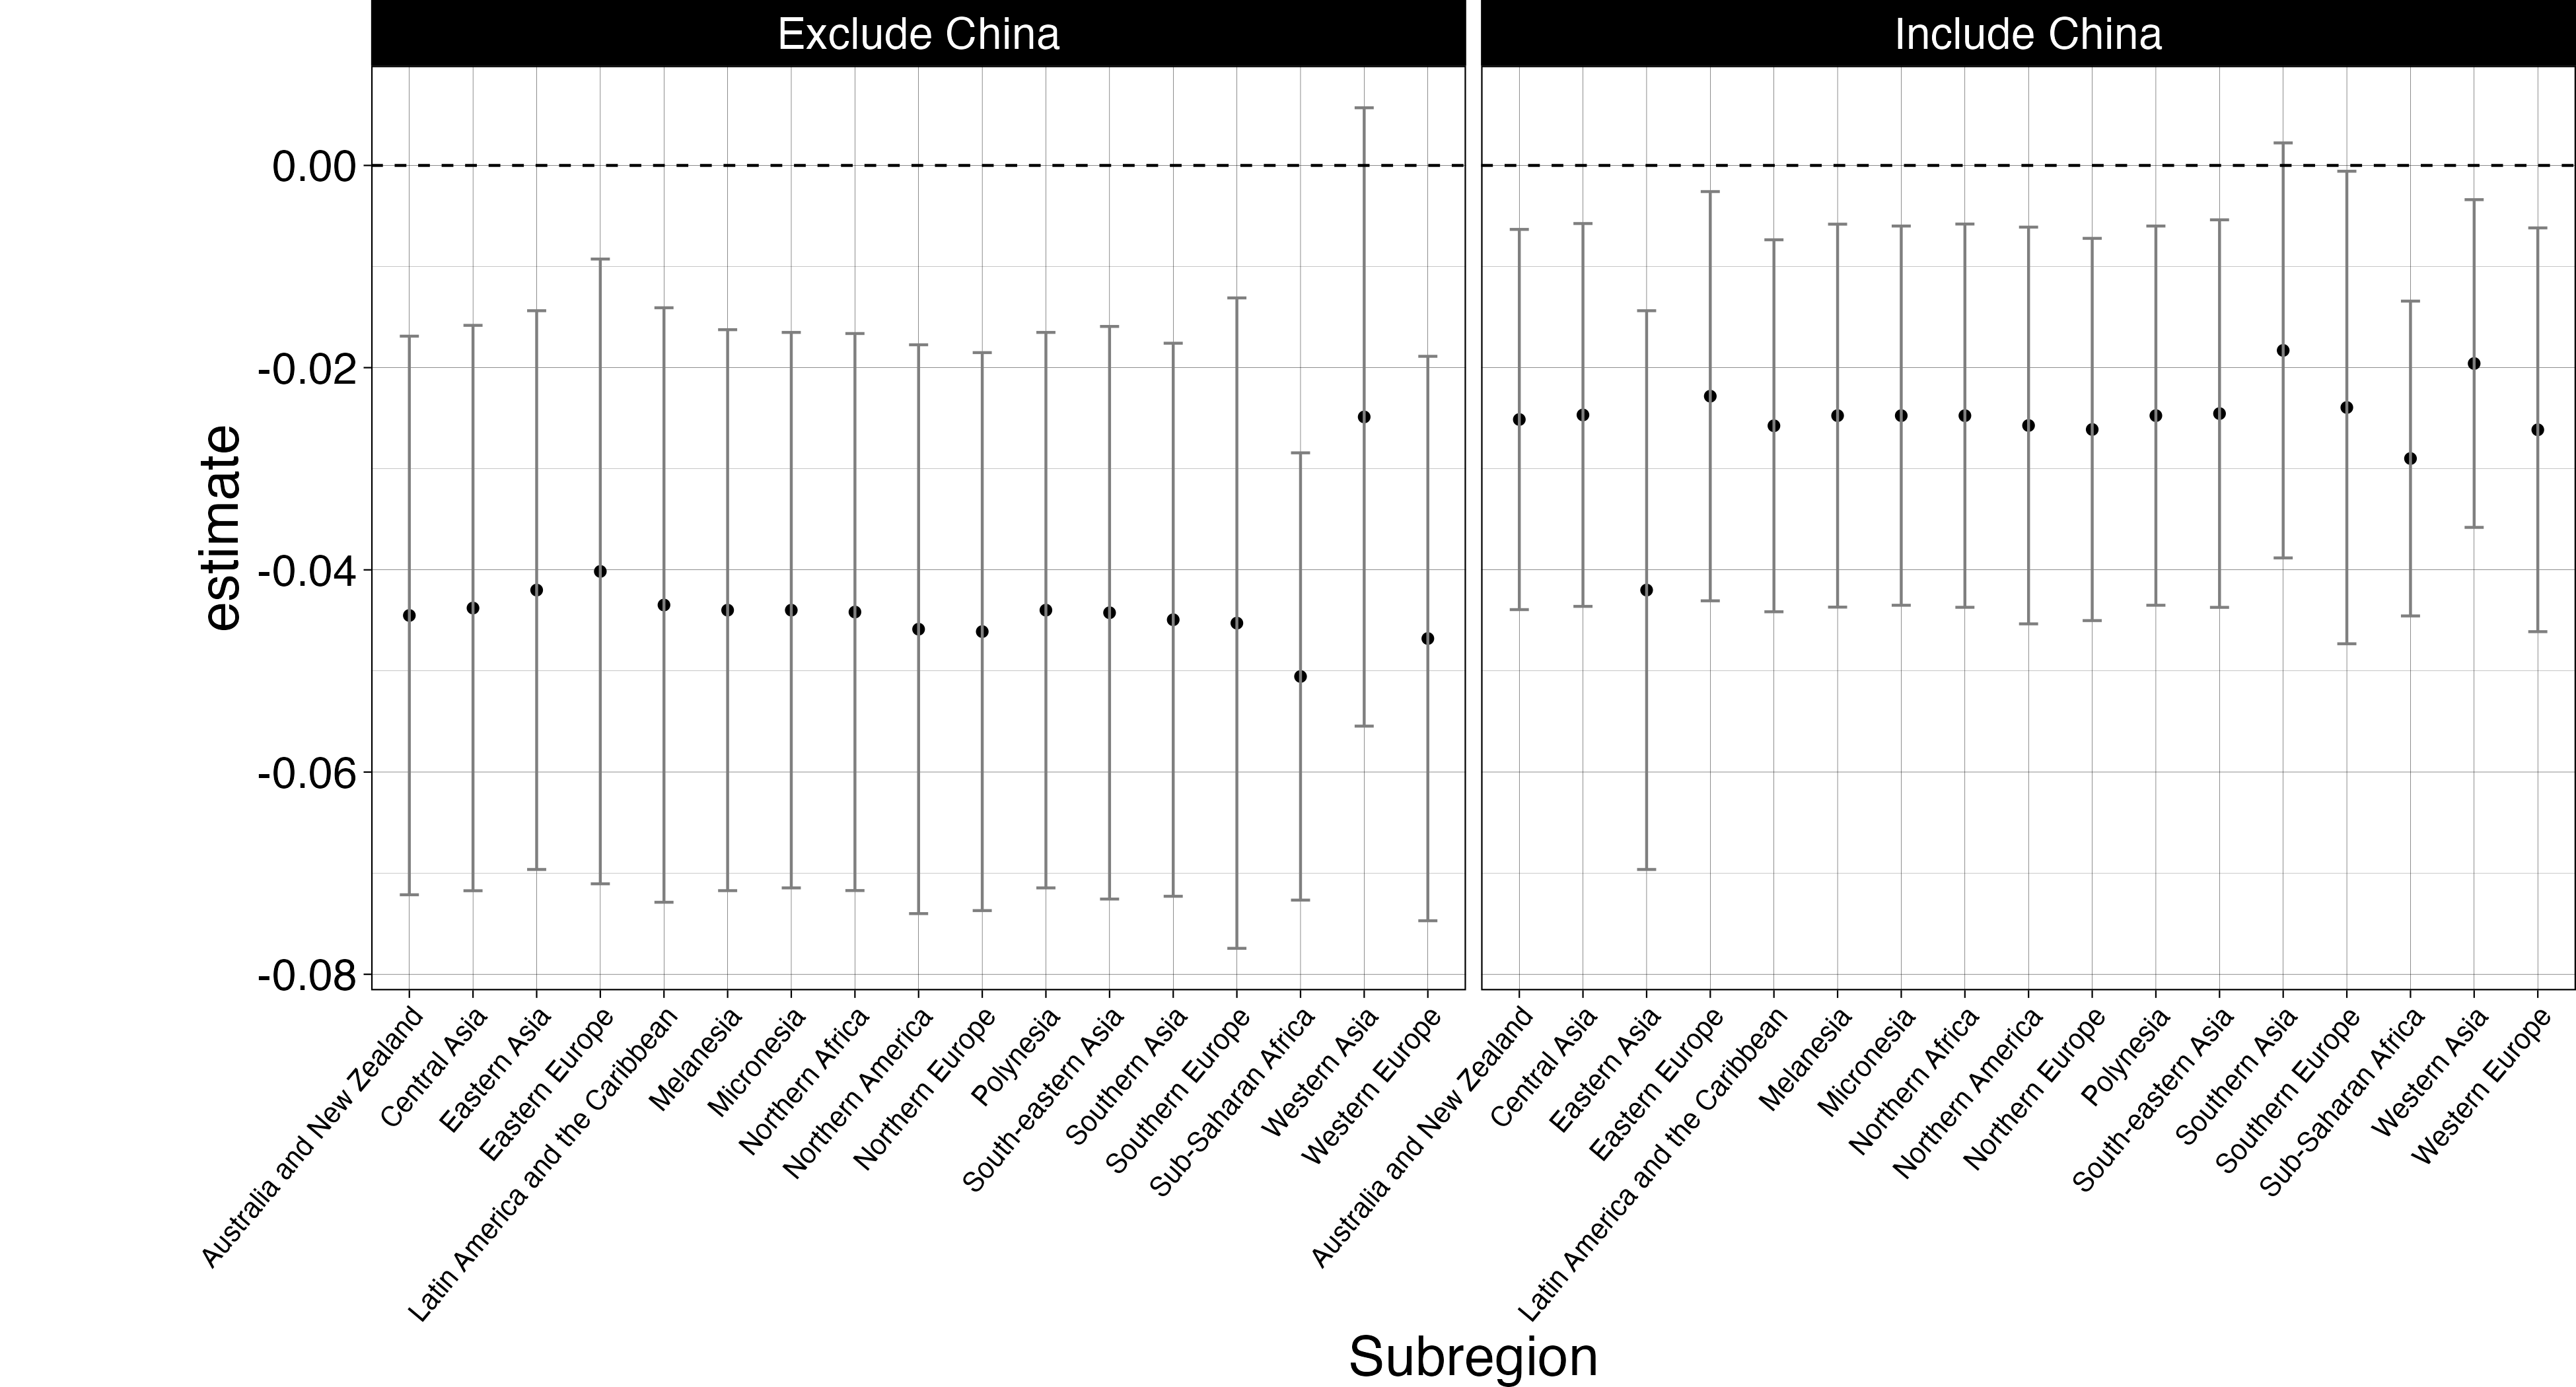 Exclude China
Include China
estimate
0.00
-0.02
-0.04
-0.06
-0.08
Australia and New Zealand
Central Asia
Eastern Asia
Eastern Europe
Latin America and the Caribbean
Melanesia
Micronesia
Northern Africa
Northern America
Northern Europe
Polynesia
South-eastern Asia
Southern Asia
Southern Europe
Sub-Saharan Africa
Western Asia
Western Europe
Australia and New Zealand
Central Asia
Eastern Asia
Eastern Europe
Latin America and the Caribbean
Melanesia
Micronesia
Northern Africa
Northern America
Northern Europe
Polynesia
South-eastern Asia
Southern Asia
Southern Europe
Sub-Saharan Africa
Western Asia
Western Europe
Subregion